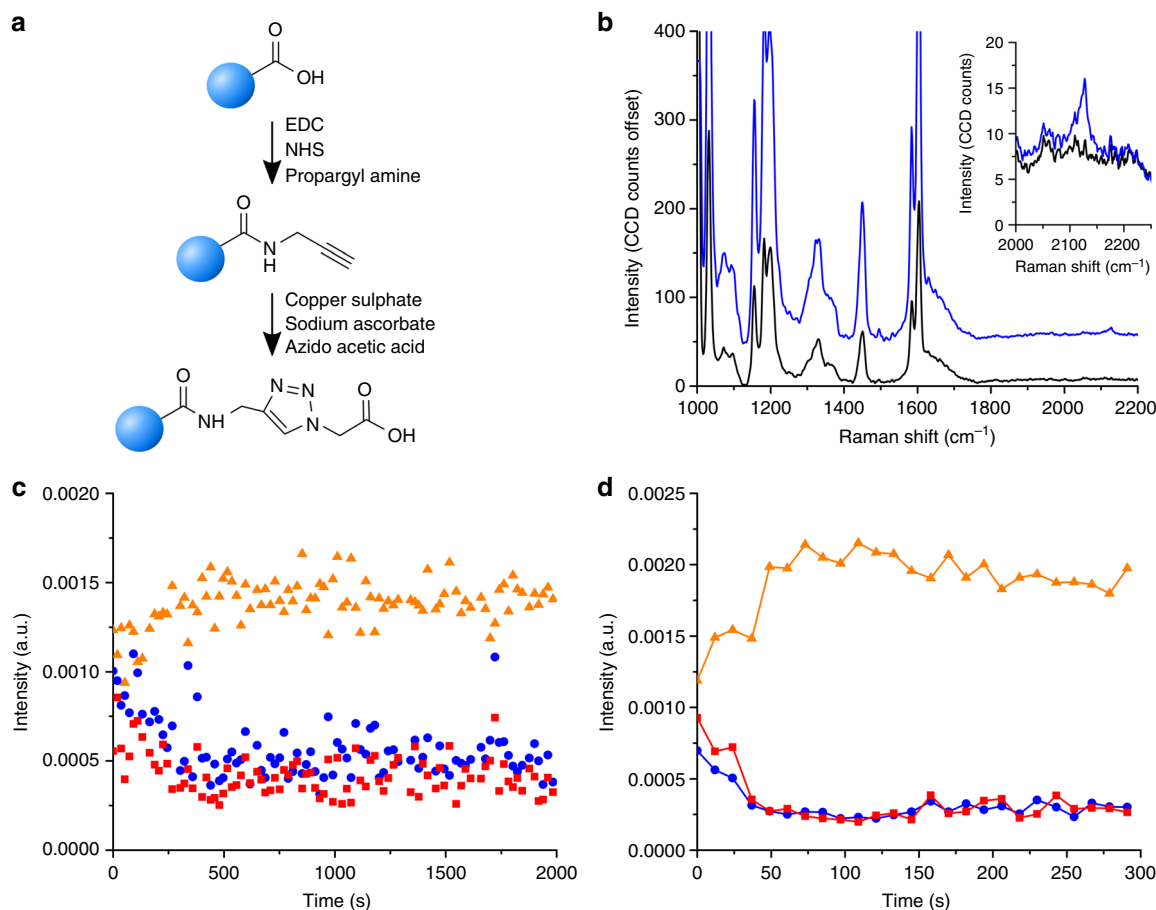 a
O
OH
EDC
NHS
Propargyl amine
O
N
H
Copper sulphate
Sodium ascorbate
Azido acetic acid
O
NH
N
N
N
O
OH
b
400
300
200
100
0
Intensity (CCD counts offset)
1000 1200 1400 1600 1800 2000 2200
Raman shift (cm⁻¹)
20
15
10
5
0
Intensity (CCD counts)
2000 2100 2200
Raman shift (cm⁻¹)
c
0.0020
0.0015
0.0010
0.0005
0.0000
Intensity (a.u.)
0 500 1000 1500 2000
Time (s)
d
0.0025
0.0020
0.0015
0.0010
0.0005
0.0000
Intensity (a.u.)
0 50 100 150 200 250 300
Time (s)